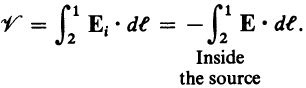 𝒱 = ∫₂¹ 𝐄ᵢ · dℓ = −∫₂¹ 𝐄 · dℓ.
Inside
the source